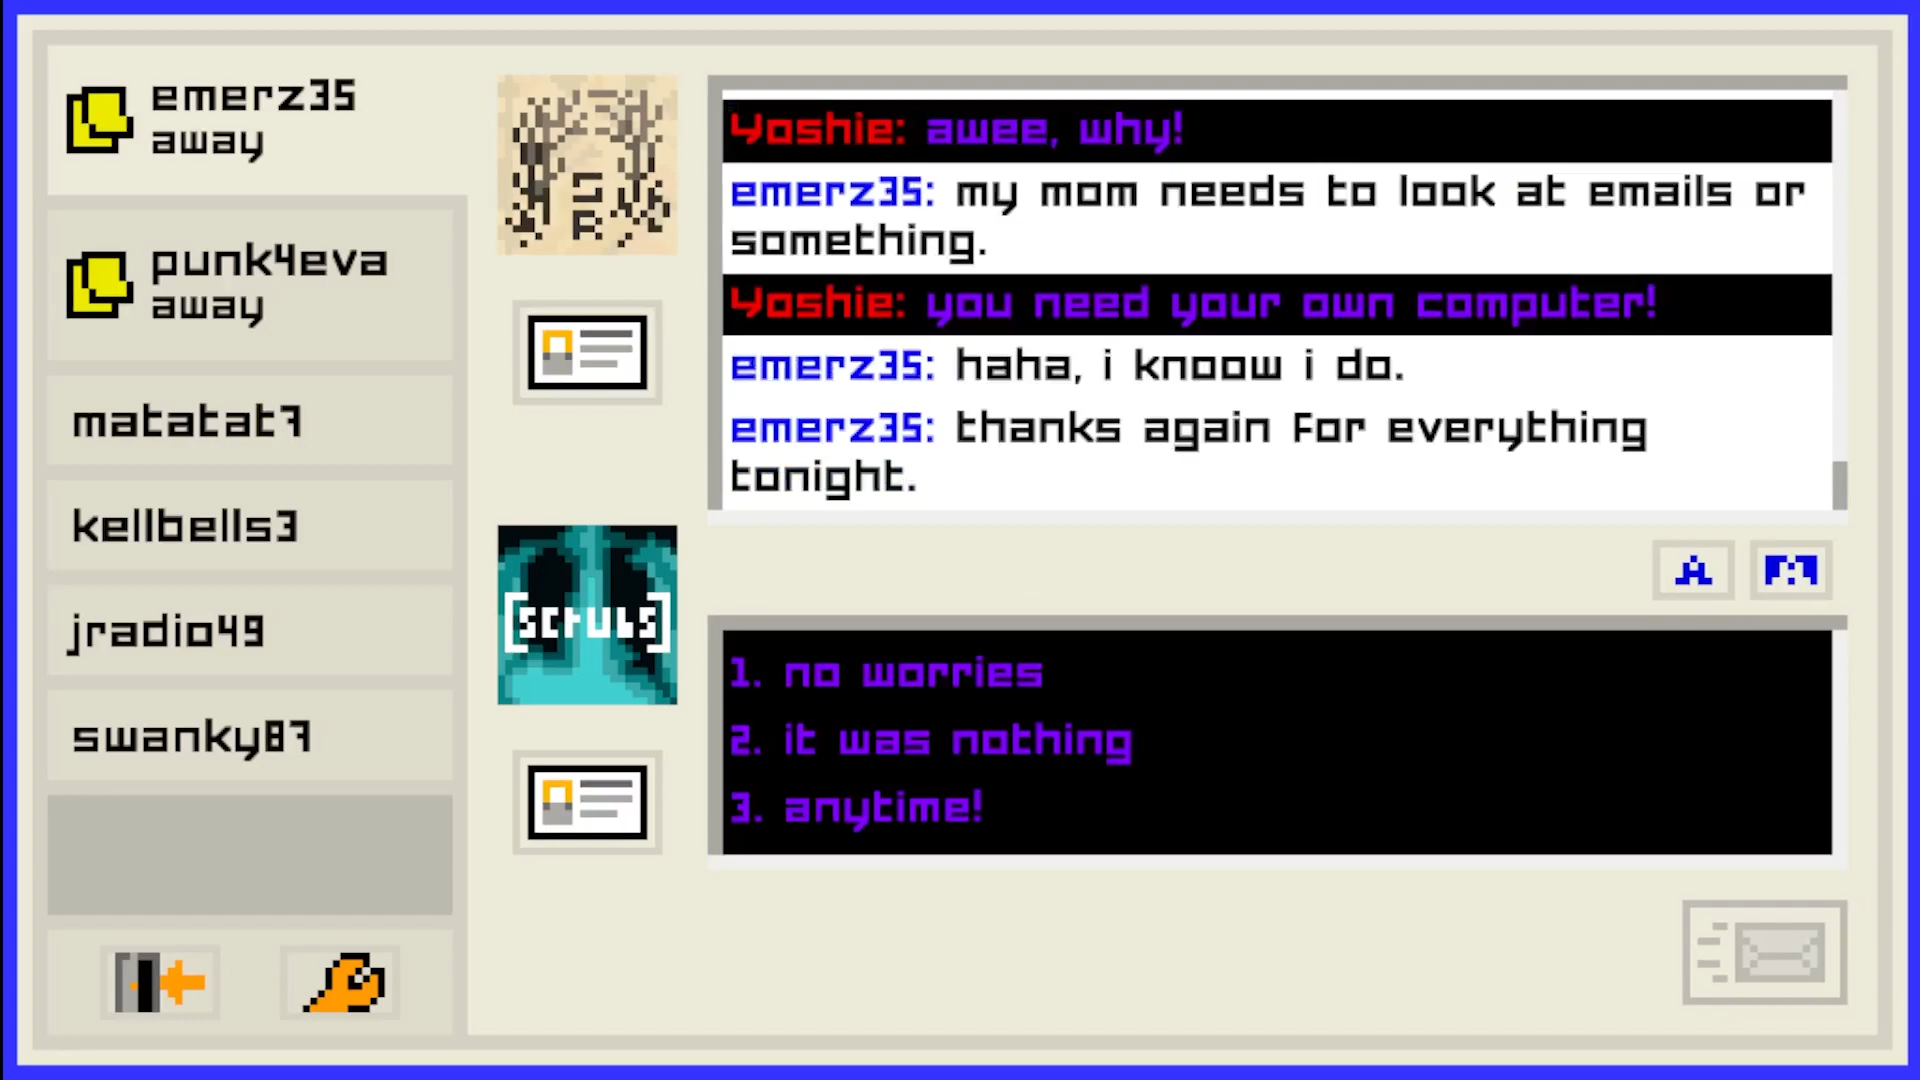 emerz35
away
punk4eva
away
matatat7
kellbells3
jradio49
swanky87
S
R
[scrubs]
Yoshie: awee, why!
emerz35: my mom needs to look at emails or
something.
Yoshie: you need your own computer!
emerz35: haha, i knoow i do.
emerz35: thanks again for everything
tonight.
A
1. no worries
2. it was nothing
3. anytime!